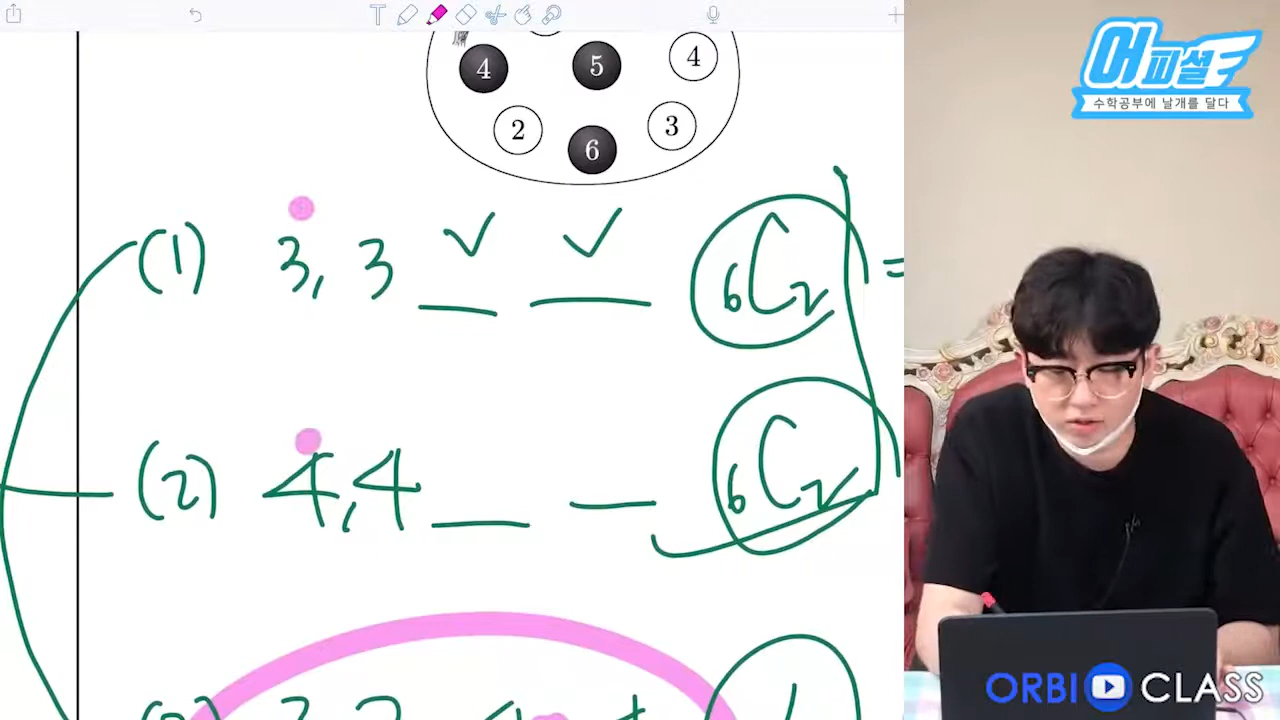 어피셜
수학공부에 날개를 달다
4 5 4
2 6 3
(1) 3, 3 ₆C₂ =
(2) 4, 4 ₆C₂
ORBI CLASS